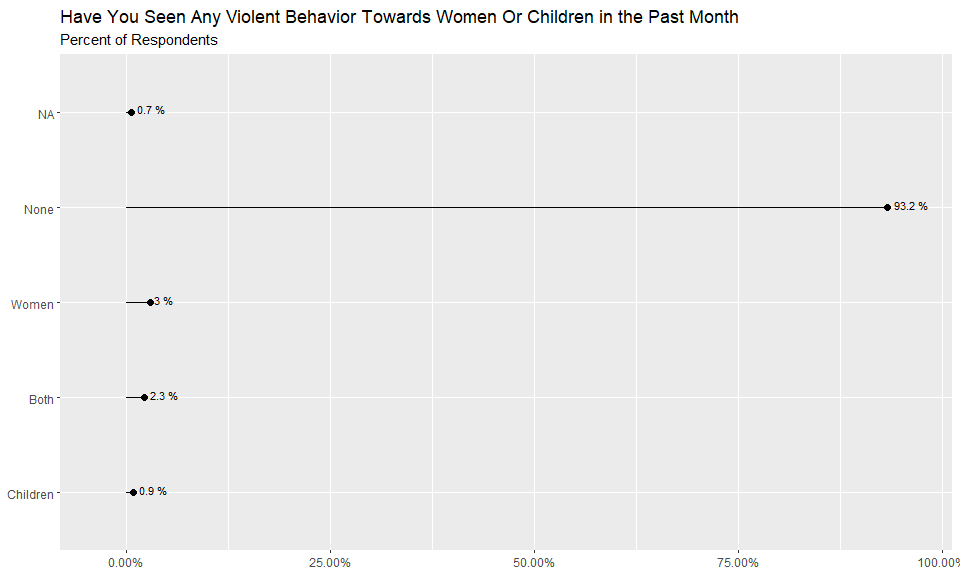 Have You Seen Any Violent Behavior Towards Women Or Children in the Past Month
Percent of Respondents
NA
0.7 %
None
93.2 %
Women
3 %
Both
2.3 %
Children
0.9 %
0.00%
25.00%
50.00%
75.00%
100.00%